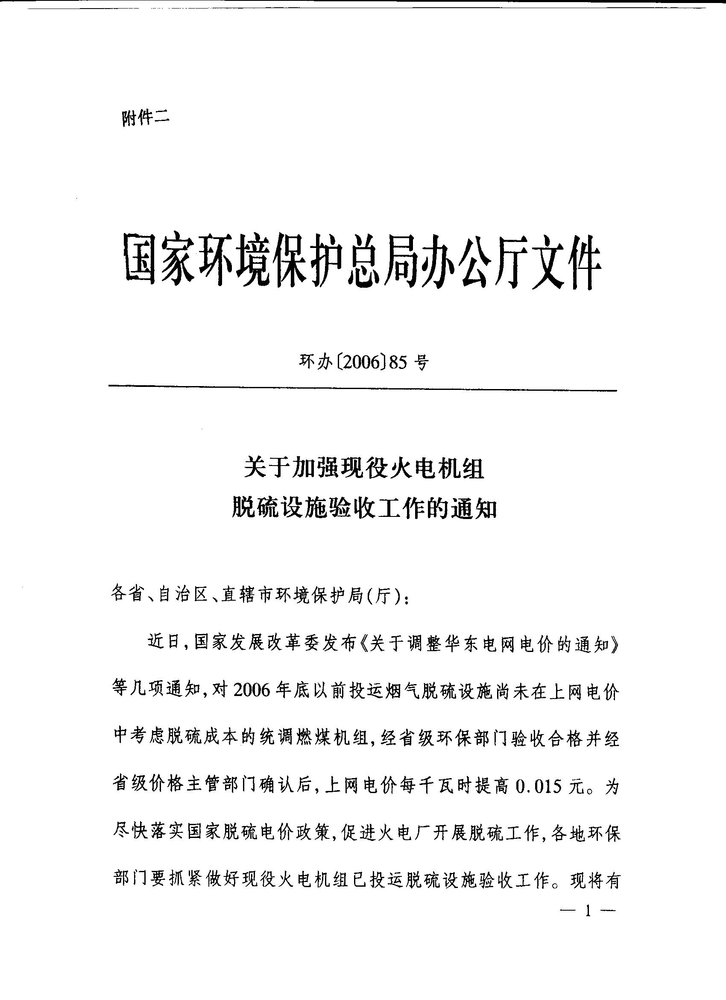 附件二
国家环境保护总局办公厅文件
环办〔2006〕85 号
关于加强现役火电机组
脱硫设施验收工作的通知
各省、自治区、直辖市环境保护局(厅):
近日,国家发展改革委发布《关于调整华东电网电价的通知》
等几项通知,对 2006 年底以前投运烟气脱硫设施尚未在上网电价
中考虑脱硫成本的统调燃煤机组,经省级环保部门验收合格并经
省级价格主管部门确认后,上网电价每千瓦时提高 0.015 元。为
尽快落实国家脱硫电价政策,促进火电厂开展脱硫工作,各地环保
部门要抓紧做好现役火电机组已投运脱硫设施验收工作。现将有
— 1 —